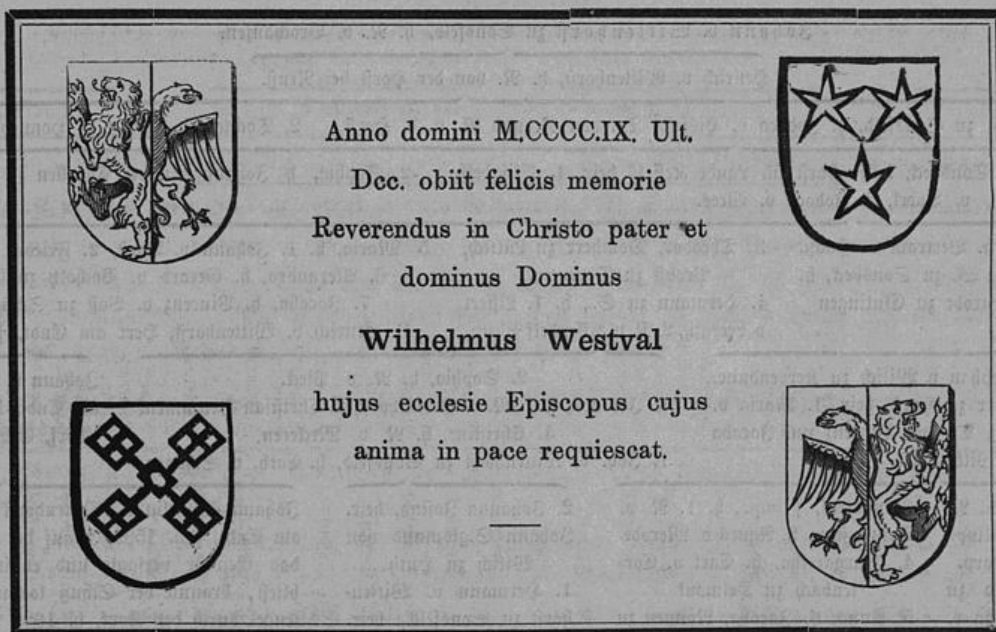 Anno domini M.CCCC.IX. Ult.
Dcc. obiit felicis memorie
Reverendus in Christo pater et
dominus Dominus
Wilhelmus Westval
hujus ecclesie Episcopus cujus
anima in pace requiescat.